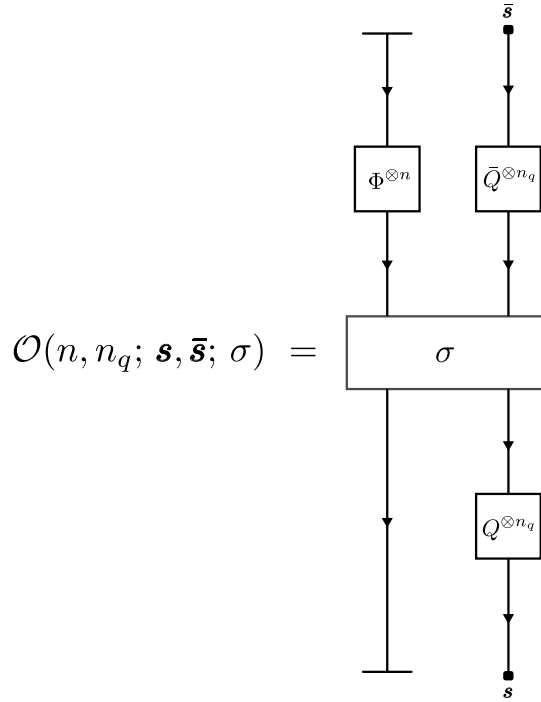 s̄
Φ^{⊗n} Q̄^{⊗n_q}
𝒪(n, n_q; s, s̄; σ) = σ
Q^{⊗n_q}
s